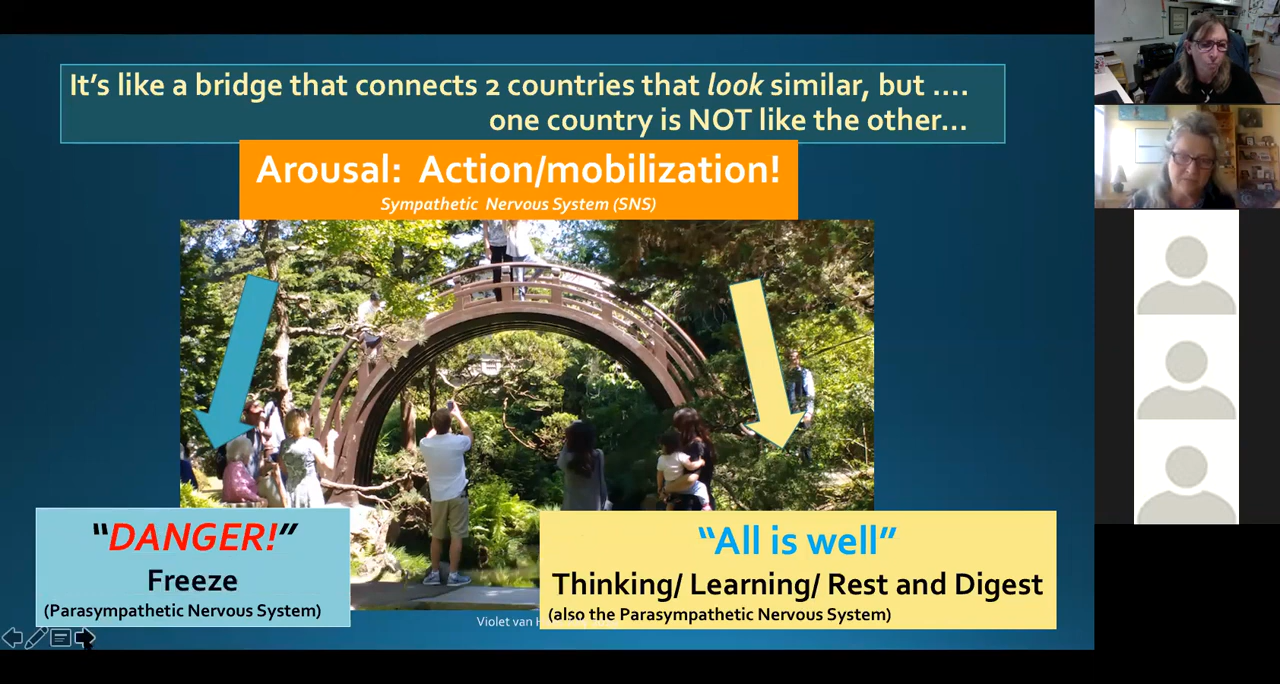 It’s like a bridge that connects 2 countries that look similar, but ....
one country is NOT like the other...
Arousal:  Action/mobilization!
Sympathetic  Nervous System (SNS)
“DANGER!”
Freeze
(Parasympathetic Nervous System)
“All is well”
Thinking/ Learning/ Rest and Digest
(also the Parasympathetic Nervous System)
Violet van